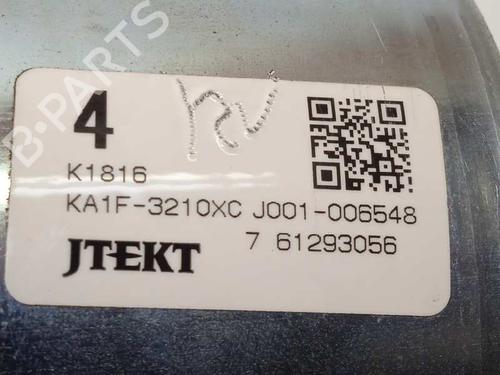 B-PARTS
4
K1816
KA1F-3210XC J001-006548
7 61293056
JTEKT